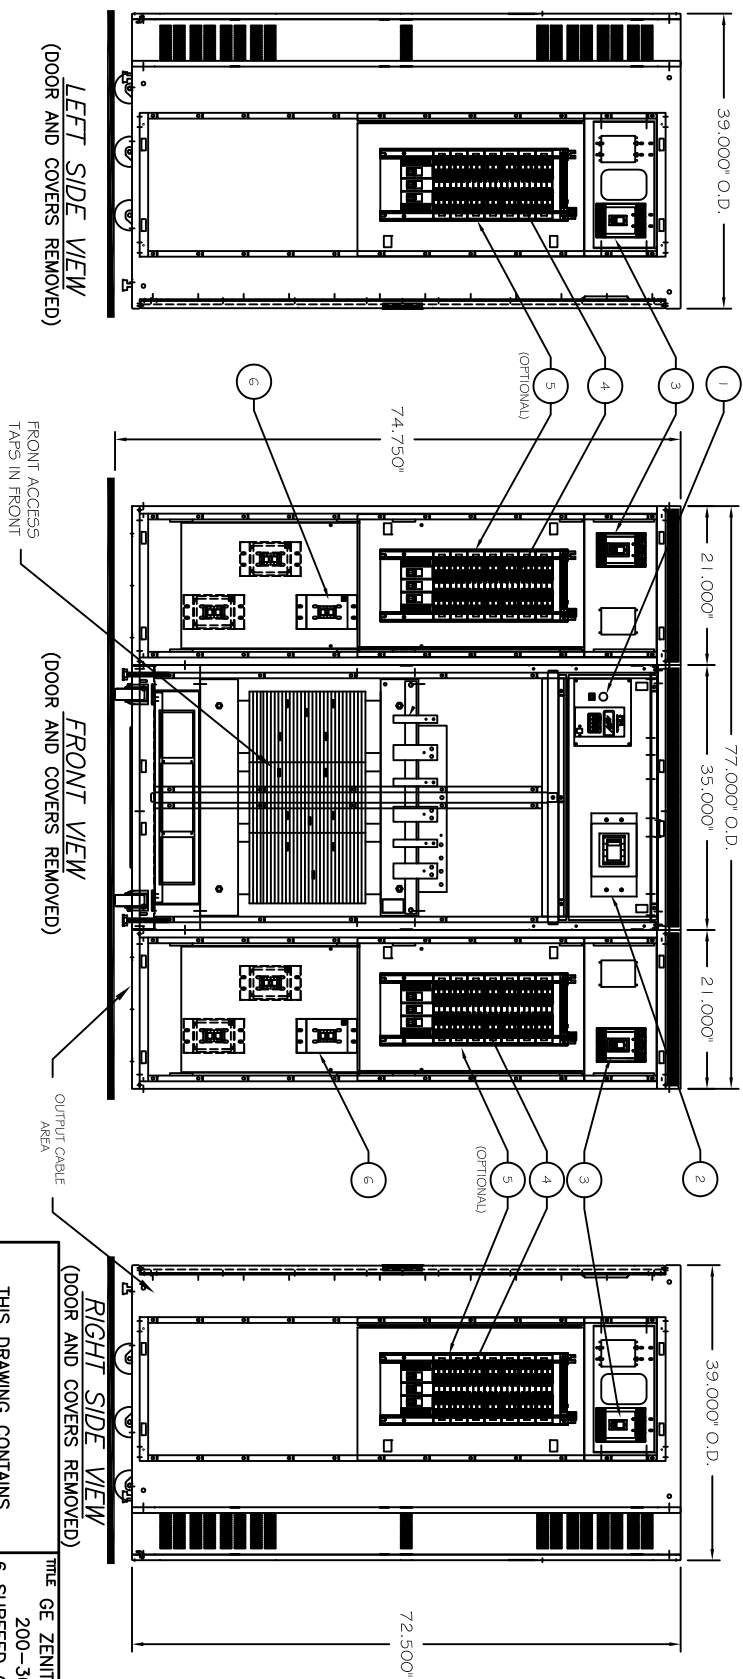 39.000" O.D.
LEFT SIDE VIEW
(DOOR AND COVERS REMOVED)
1
3
4
5
(OPTIONAL)
6
74.750"
FRONT ACCESS
TAPS IN FRONT
77.000" O.D.
21.000"
35.000"
21.000"
FRONT VIEW
(DOOR AND COVERS REMOVED)
2
3
4
5
(OPTIONAL)
6
OUTPUT CABLE
AREA
39.000" O.D.
RIGHT SIDE VIEW
(DOOR AND COVERS REMOVED)
72.500"
THIS DRAWING CONTAINS
TITLE GE ZENIT